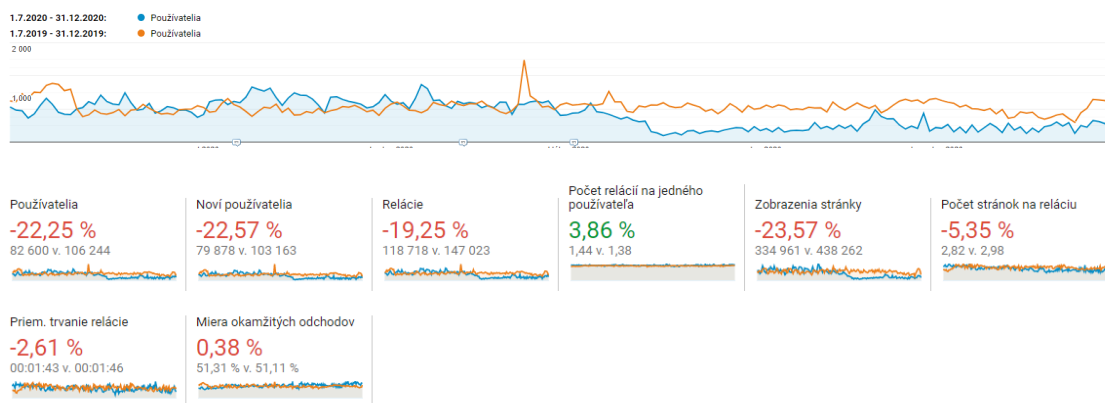 1.7.2020 - 31.12.2020: Používatelia
1.7.2019 - 31.12.2019: Používatelia
2 000
1,000
Používatelia
-22,25 %
82 600 v. 106 244
Noví používatelia
-22,57 %
79 878 v. 103 163
Relácie
-19,25 %
118 718 v. 147 023
Počet relácií na jedného
používateľa
3,86 %
1,44 v. 1,38
Zobrazenia stránky
-23,57 %
334 961 v. 438 262
Počet stránok na reláciu
-5,35 %
2,82 v. 2,98
Priem. trvanie relácie
-2,61 %
00:01:43 v. 00:01:46
Miera okamžitých odchodov
0,38 %
51,31 % v. 51,11 %